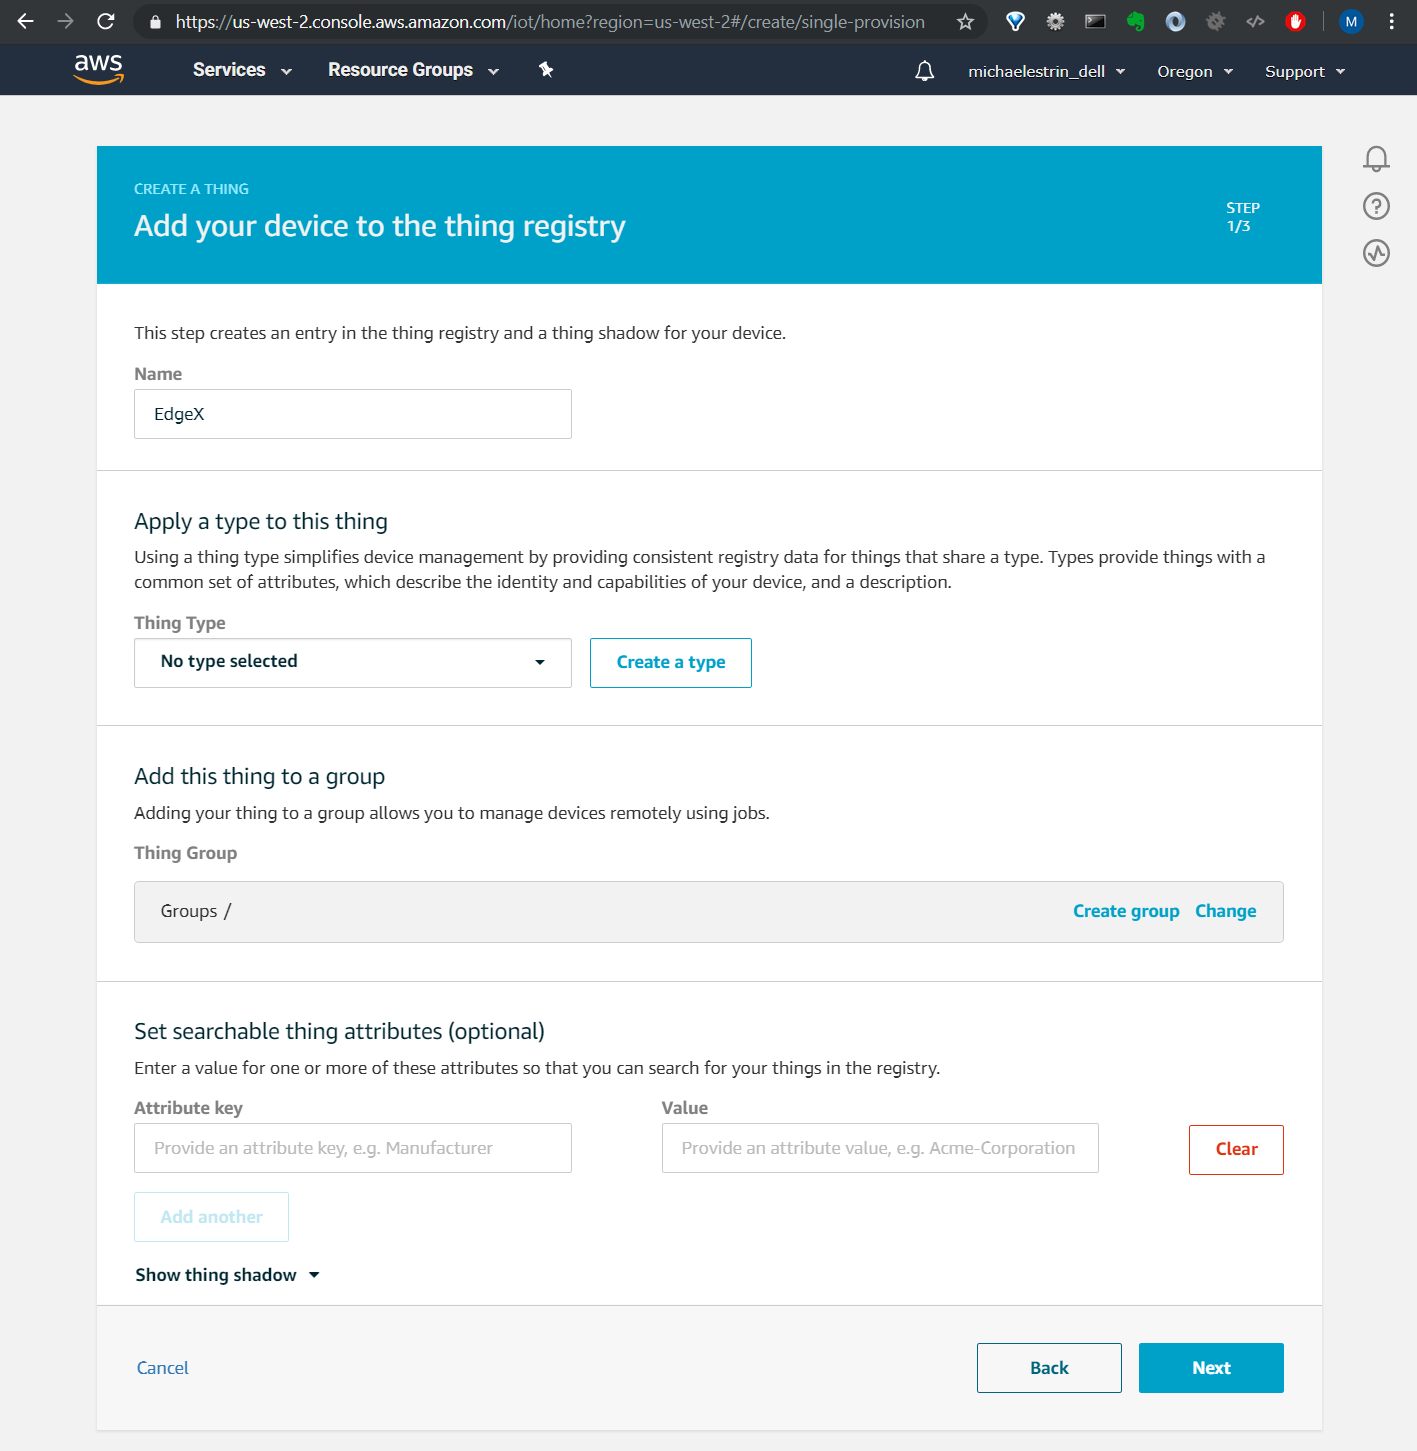 https://us-west-2.console.aws.amazon.com/iot/home?region=us-west-2#/create/single-provision
M
aws
Services
Resource Groups
michaelestrin_dell
Oregon
Support
CREATE A THING
Add your device to the thing registry
STEP
1/3
This step creates an entry in the thing registry and a thing shadow for your device.
Name
EdgeX
Apply a type to this thing
Using a thing type simplifies device management by providing consistent registry data for things that share a type. Types provide things with a
common set of attributes, which describe the identity and capabilities of your device, and a description.
Thing Type
No type selected
Create a type
Add this thing to a group
Adding your thing to a group allows you to manage devices remotely using jobs.
Thing Group
Groups /
Create group
Change
Set searchable thing attributes (optional)
Enter a value for one or more of these attributes so that you can search for your things in the registry.
Attribute key
Value
Provide an attribute key, e.g. Manufacturer
Provide an attribute value, e.g. Acme-Corporation
Clear
Add another
Show thing shadow
Cancel
Back
Next